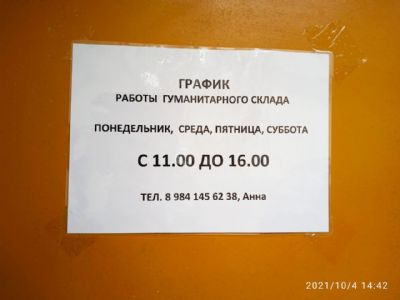 ГРАФИК
РАБОТЫ ГУМАНИТАРНОГО СКЛАДА
ПОНЕДЕЛЬНИК, СРЕДА, ПЯТНИЦА, СУББОТА
С 11.00 ДО 16.00
ТЕЛ. 8 984 145 62 38, Анна
2021/10/4 14:42